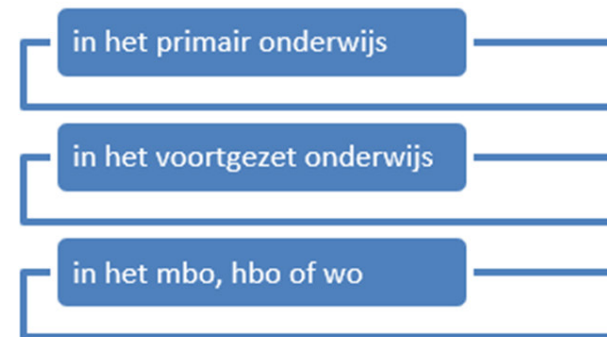 in het primair onderwijs
in het voortgezet onderwijs
in het mbo, hbo of wo